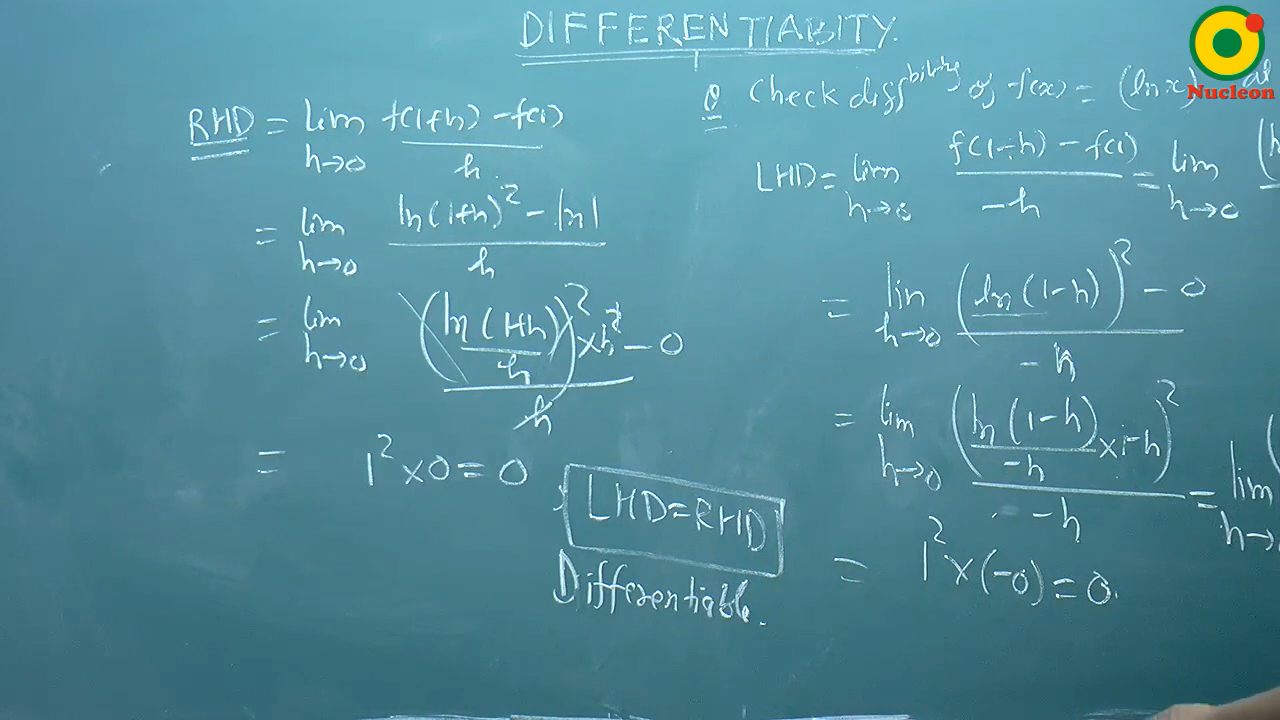 DIFFERENTIABITY.
Nucleon
Q Check diffbility of f(x) = (ln x)
RHD = lim f(1+h) - f(1)
h→0 h
= lim ln(1+h)² - ln1
h→0 h
= lim (ln(1+h)/h)² × h² - 0
h→0 h
= 1² × 0 = 0
LHD = lim f(1-h) - f(1) = lim
h→0 -h h→0
= lim (ln(1-h))² - 0
h→0 -h
= lim (ln(1-h)/-h × -h)² = lim
h→0 -h h→
= 1² × (-0) = 0.
LHD=RHD
Differentiable.